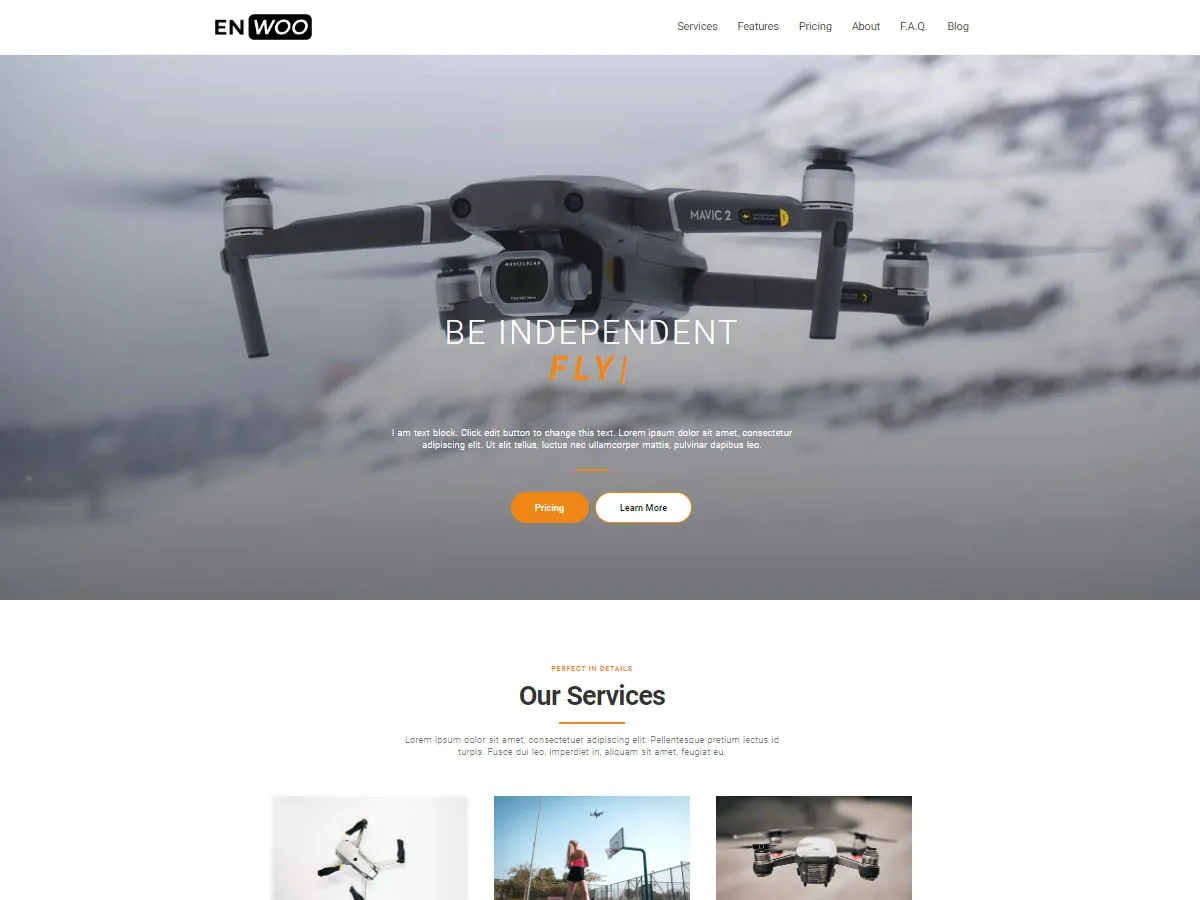 EN WOO
Services Features Pricing About F.A.Q. Blog
MAVIC 2
HASSELBLAD
BE INDEPENDENT
FLY|
I am text block. Click edit button to change this text. Lorem ipsum dolor sit amet, consectetur
adipiscing elit. Ut elit tellus, luctus nec ullamcorper mattis, pulvinar dapibus leo.
Pricing Learn More
PERFECT IN DETAILS
Our Services
Lorem ipsum dolor sit amet, consectetuer adipiscing elit. Pellentesque pretium lectus id
turpis. Fusce dui leo, imperdiet in, aliquam sit amet, feugiat eu.